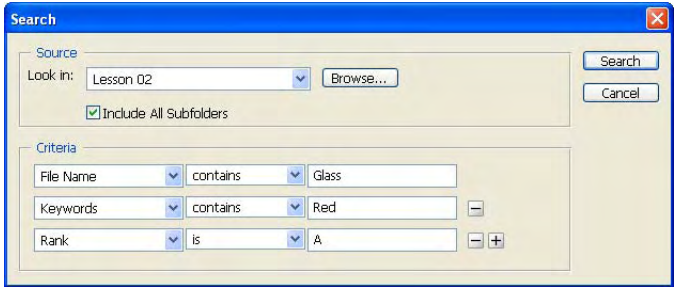 Search
Source
Look in: Lesson 02 Browse... Search
Include All Subfolders Cancel
Criteria
File Name contains Glass
Keywords contains Red
Rank is A